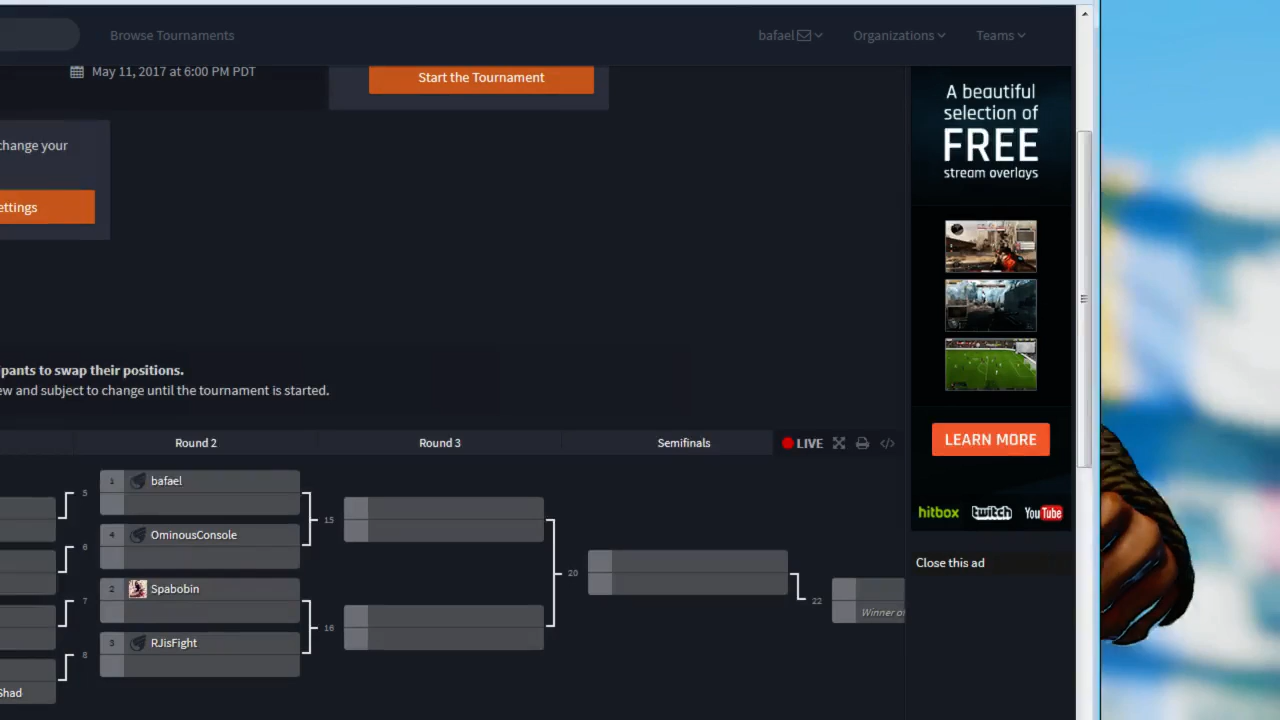 Browse Tournaments
bafael
Organizations
Teams
May 11, 2017 at 6:00 PM PDT
Start the Tournament
change your
ettings
A beautiful
selection of
FREE
stream overlays
LEARN MORE
hitbox twitch YouTube
Close this ad
pants to swap their positions.
ew and subject to change until the tournament is started.
Round 2
Round 3
Semifinals
LIVE
5
1 bafael
15
6
4 OminousConsole
20
7
2 Spabobin
22
Winner of
16
8
3 RJisFight
Shad